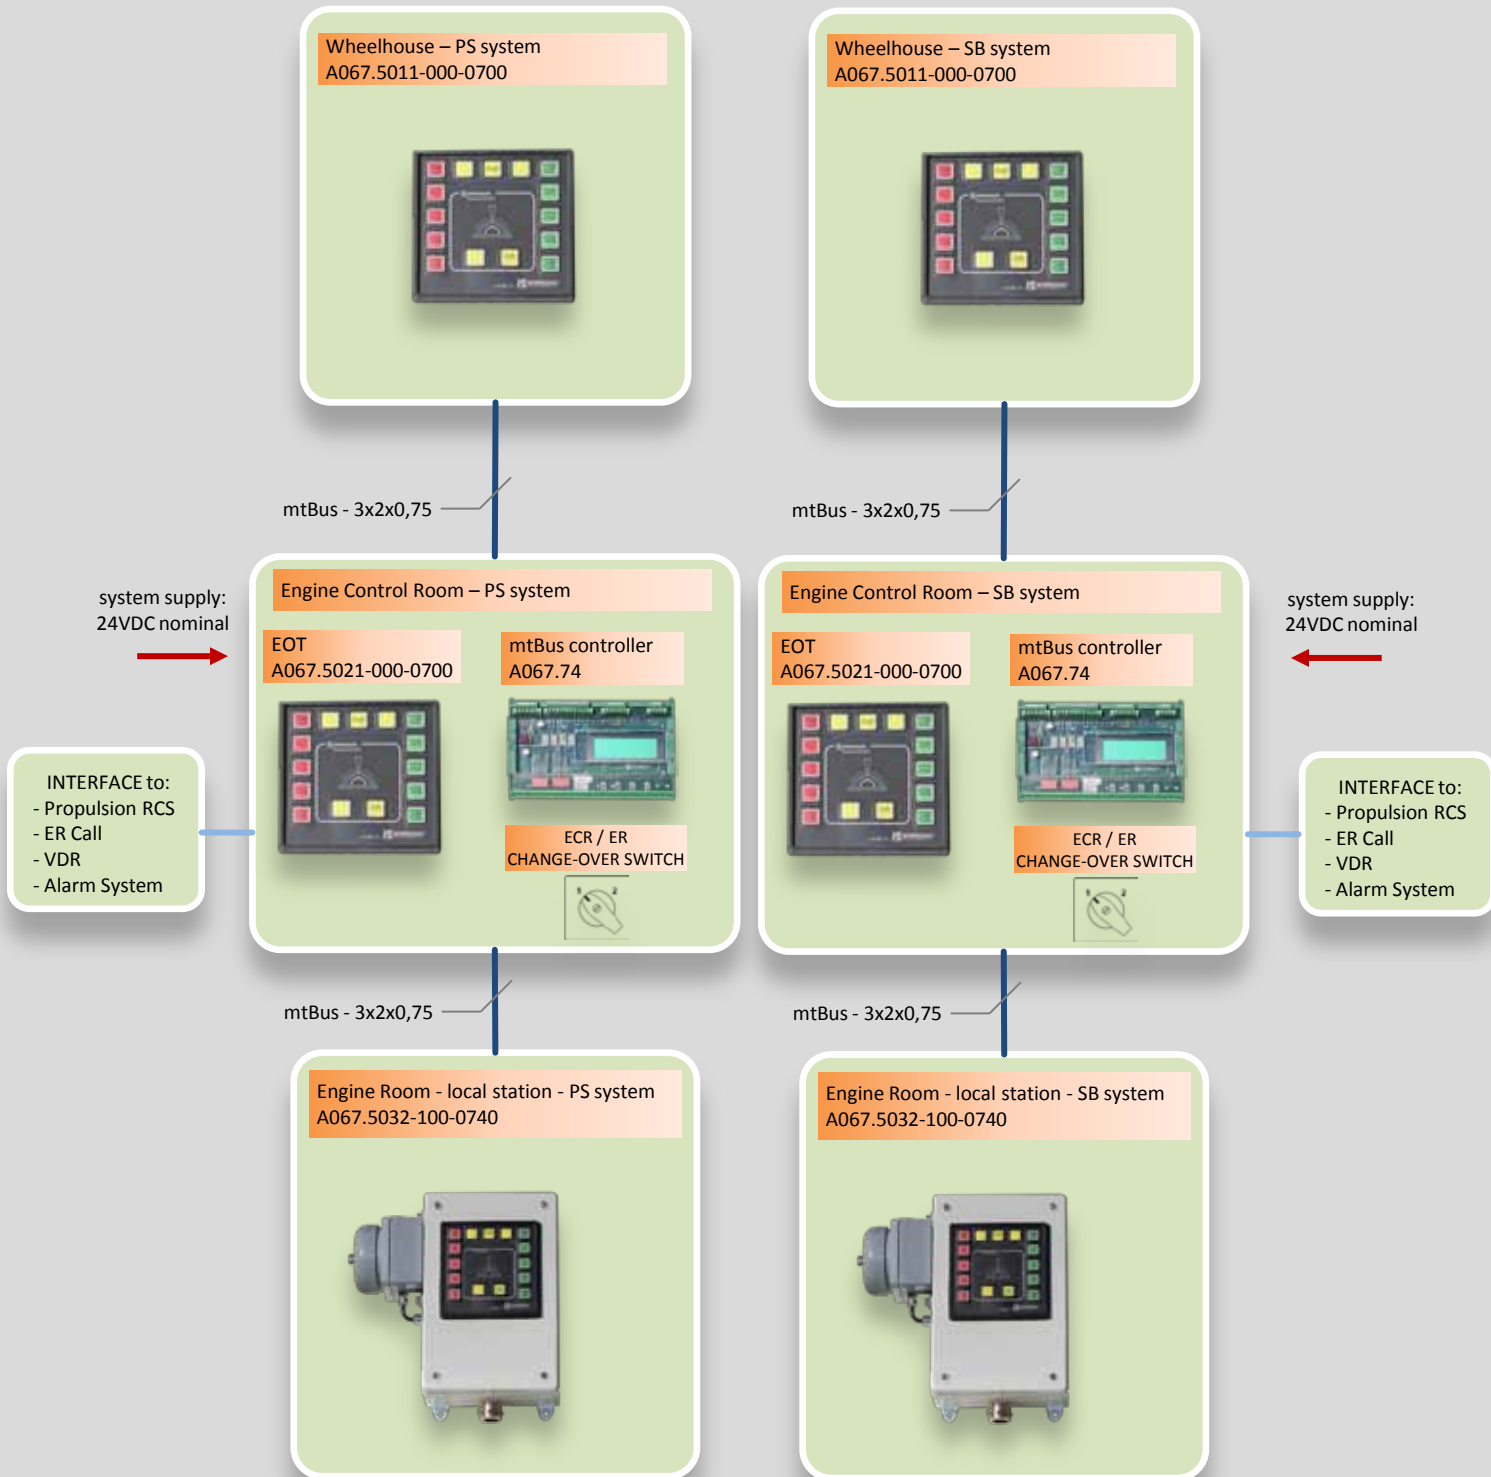 Wheelhouse – PS system
A067.5011-000-0700
Wheelhouse – SB system
A067.5011-000-0700
mtBus - 3x2x0,75
mtBus - 3x2x0,75
system supply:
24VDC nominal
Engine Control Room – PS system
EOT
A067.5021-000-0700
mtBus controller
A067.74
ECR / ER
CHANGE-OVER SWITCH
1 2
Engine Control Room – SB system
EOT
A067.5021-000-0700
mtBus controller
A067.74
ECR / ER
CHANGE-OVER SWITCH
1 2
system supply:
24VDC nominal
INTERFACE to:
- Propulsion RCS
- ER Call
- VDR
- Alarm System
INTERFACE to:
- Propulsion RCS
- ER Call
- VDR
- Alarm System
mtBus - 3x2x0,75
mtBus - 3x2x0,75
Engine Room - local station - PS system
A067.5032-100-0740
Engine Room - local station - SB system
A067.5032-100-0740